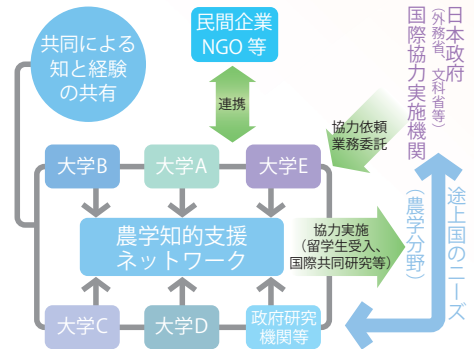 共同による
知と経験
の共有
民間企業
NGO 等
連携
日本政府
（外務省、文科省等）
国際協力実施機関
協力依頼
業務委託
大学B
大学A
大学E
農学知的支援
ネットワーク
協力実施
（留学生受入、
国際共同研究等）
途上国のニーズ
（農学分野）
大学C
大学D
政府研究
機関等